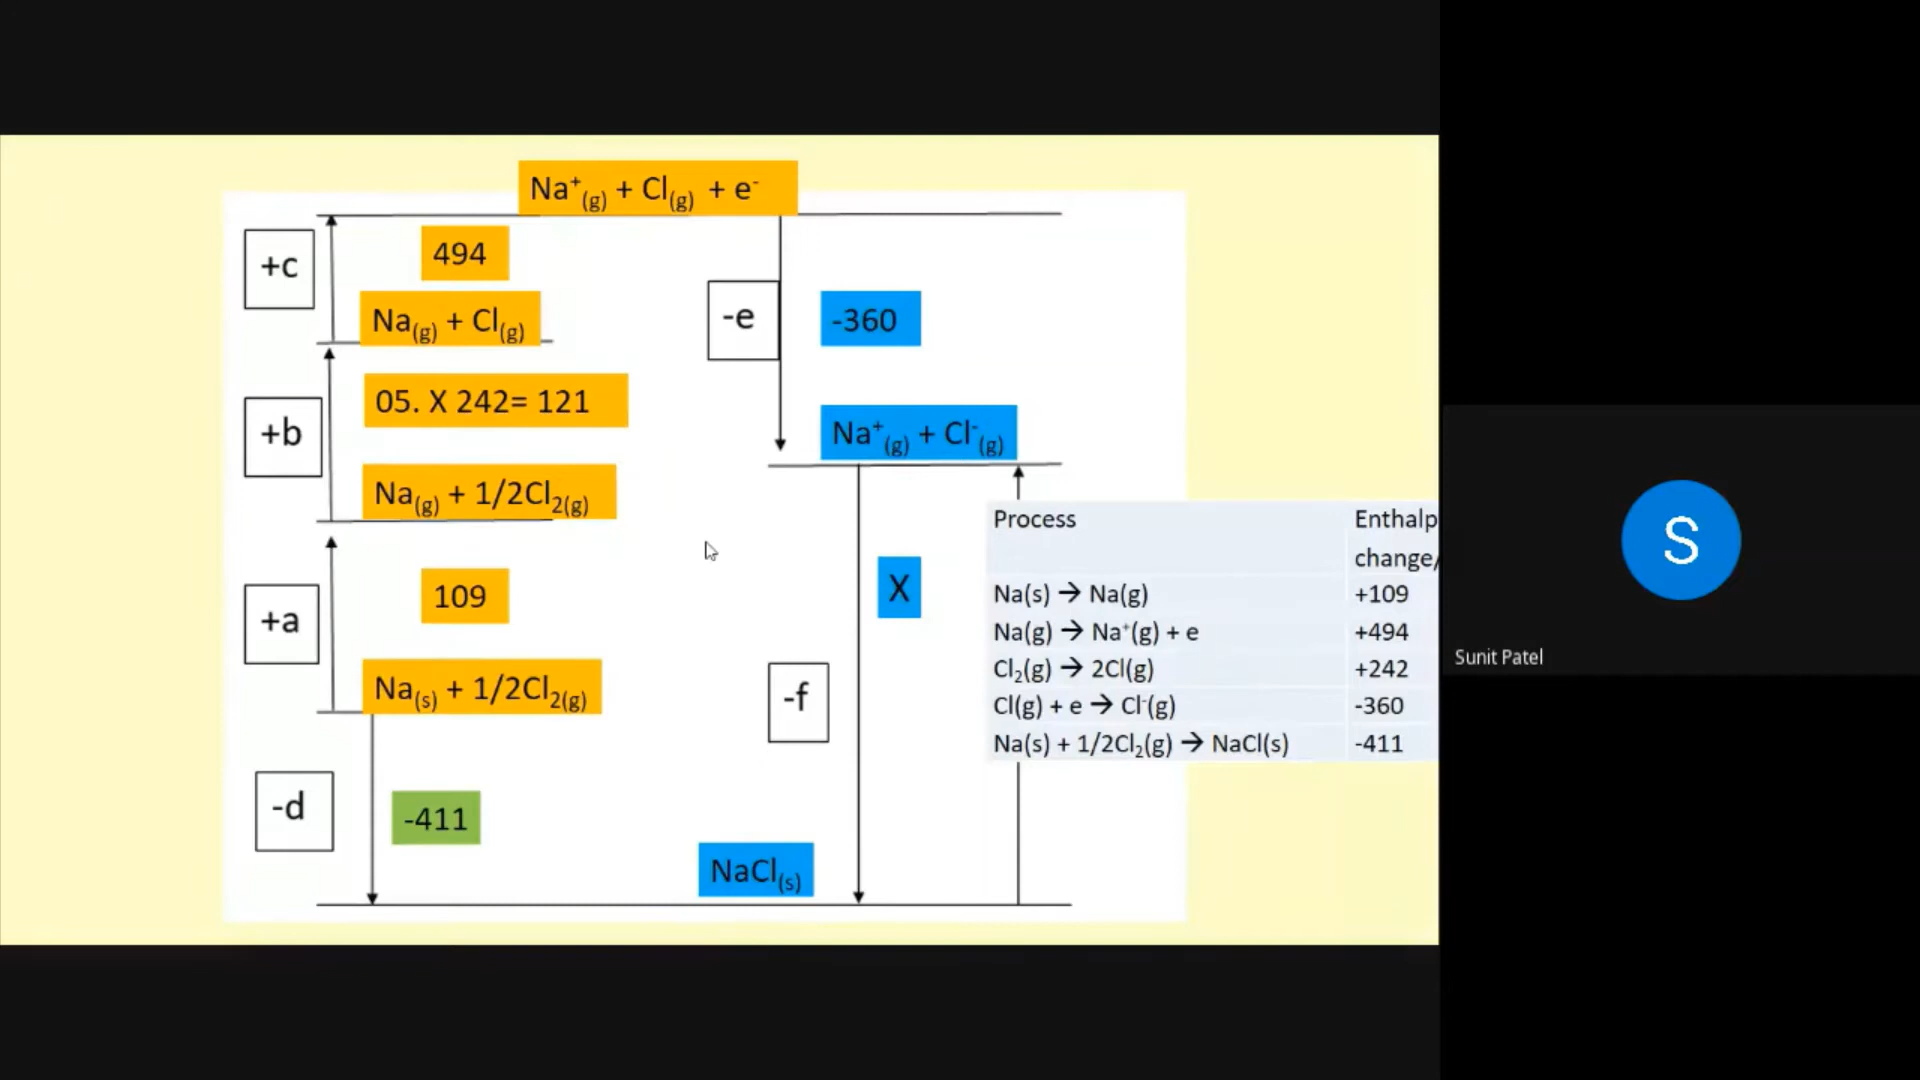 Na⁺(g) + Cl(g) + e⁻
+c
494
Na(g) + Cl(g)
-e
-360
+b
05. X 242= 121
Na⁺(g) + Cl⁻(g)
Na(g) + 1/2Cl₂(g)
+a
109
X
Na(s) + 1/2Cl₂(g)
-f
-d
-411
NaCl(s)
Process Enthalp
change/
Na(s) → Na(g) +109
Na(g) → Na⁺(g) + e +494
Cl₂(g) → 2Cl(g) +242
Cl(g) + e → Cl⁻(g) -360
Na(s) + 1/2Cl₂(g) → NaCl(s) -411
S
Sunit Patel